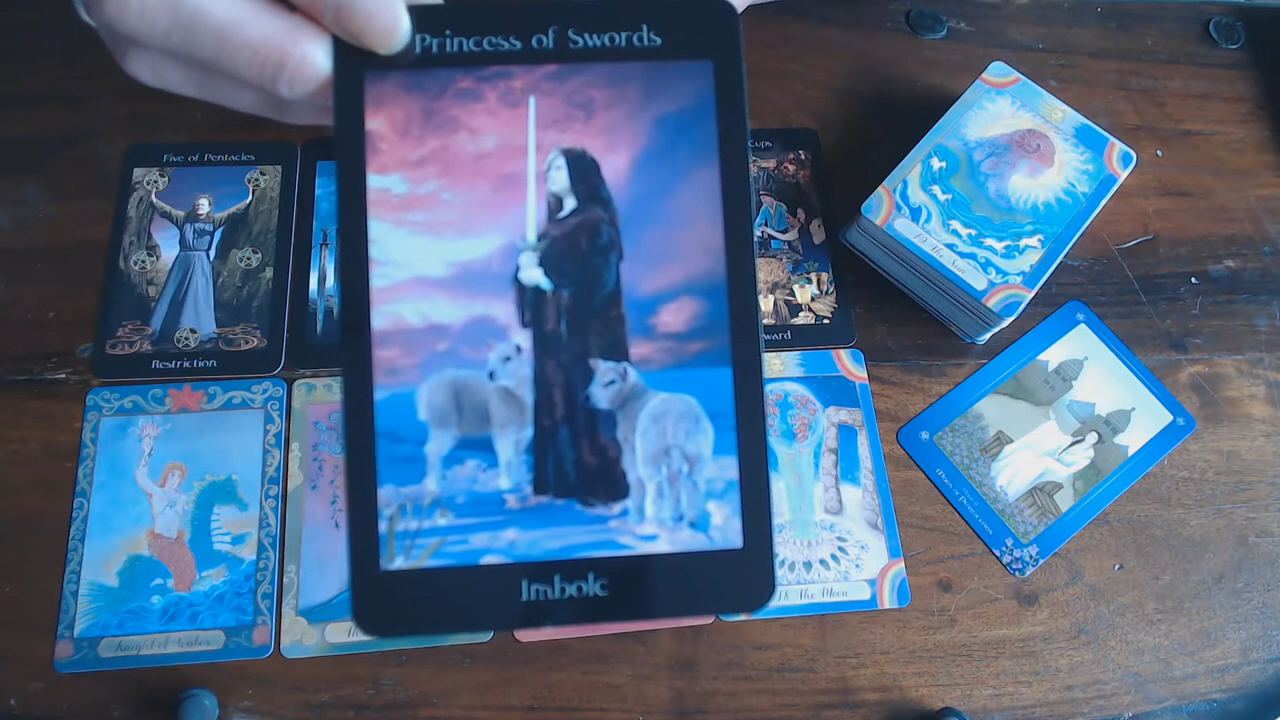 Princess of Swords
Five of Pentacles
Cups
19. The Sun
Restriction
ward
Imbolc
18. The Moon
Knight of Water